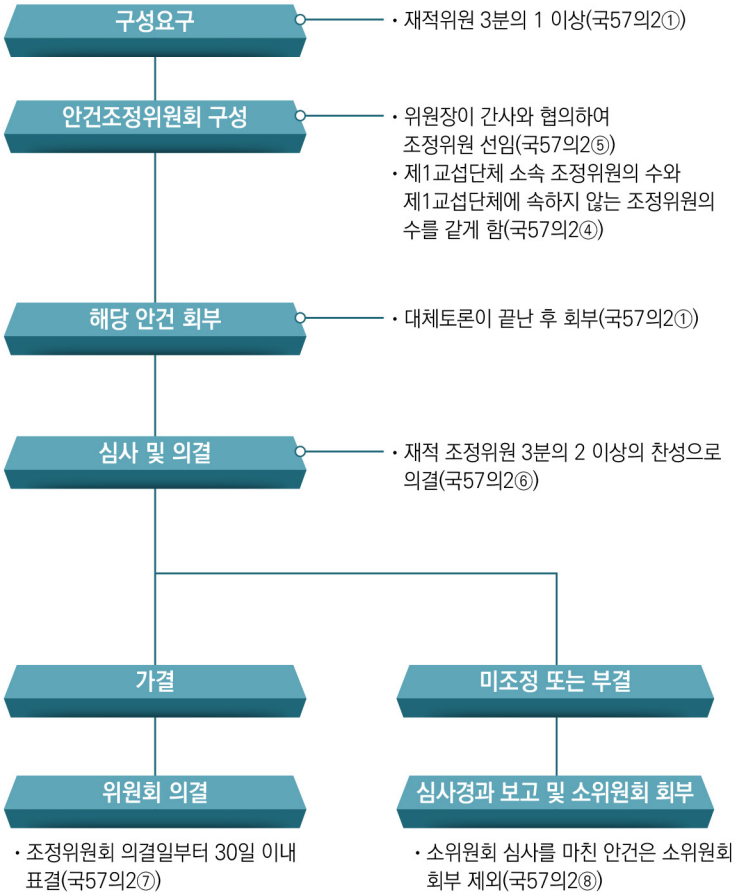 구성요구
· 재적위원 3분의 1 이상(국57의2①)
안건조정위원회 구성
· 위원장이 간사와 협의하여
조정위원 선임(국57의2⑤)
· 제1교섭단체 소속 조정위원의 수와
제1교섭단체에 속하지 않는 조정위원의
수를 같게 함(국57의2④)
해당 안건 회부
· 대체토론이 끝난 후 회부(국57의2①)
심사 및 의결
· 재적 조정위원 3분의 2 이상의 찬성으로
의결(국57의2⑥)
가결
미조정 또는 부결
위원회 의결
심사경과 보고 및 소위원회 회부
· 조정위원회 의결일부터 30일 이내
표결(국57의2⑦)
· 소위원회 심사를 마친 안건은 소위원회
회부 제외(국57의2⑧)